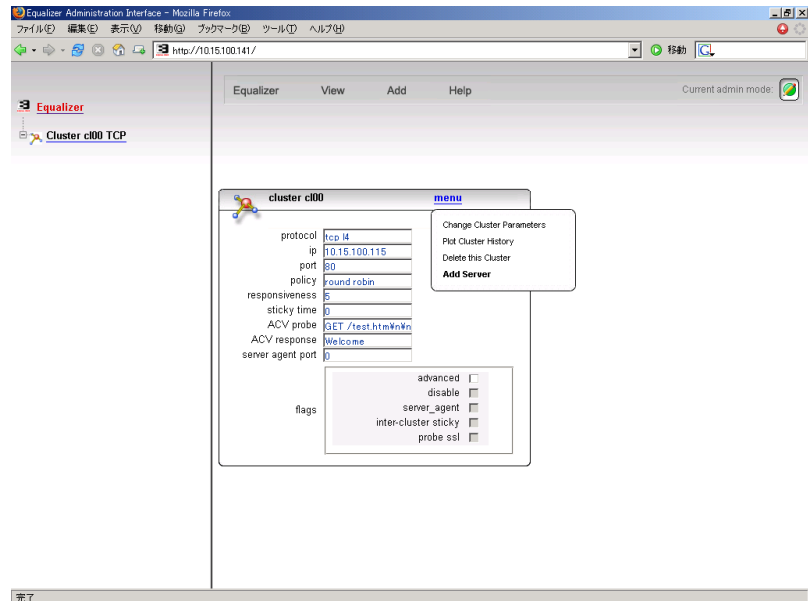 Equalizer Administration Interface - Mozilla Firefox
ファイル(F) 編集(E) 表示(V) 移動(G) ブックマーク(B) ツール(T) ヘルプ(H)
http://10.15.100.141/
移動
Equalizer
Cluster cl00 TCP
Equalizer View Add Help
Current admin mode:
cluster cl00
menu
Change Cluster Parameters
Plot Cluster History
Delete this Cluster
Add Server
protocol tcp l4
ip 10.15.100.115
port 80
policy round robin
responsiveness 5
sticky time 0
ACV probe GET /test.htm¥n¥n
ACV response Welcome
server agent port 0
flags
advanced
disable
server_agent
inter-cluster sticky
probe ssl
完了